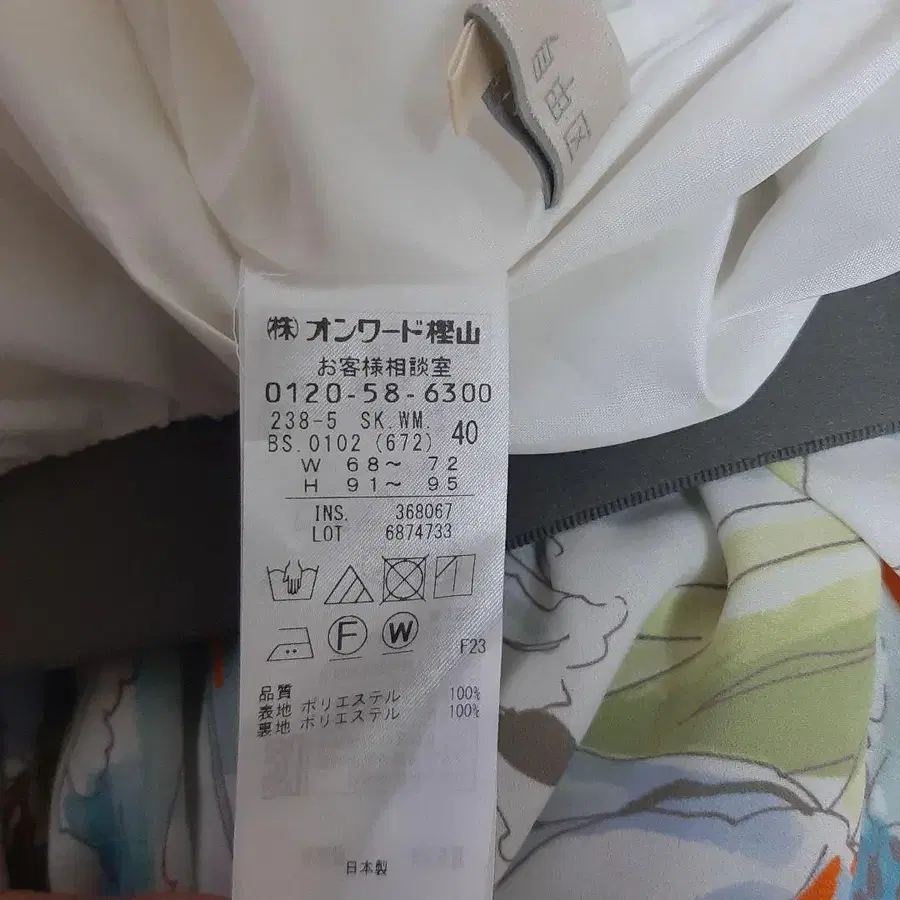 自由区
㈱オンワード樫山
お客様相談室
0120-58-6300
238-5 SK.WM. 40
BS.0102 (672)
W 68～ 72
H 91～ 95
INS. 368067
LOT 6874733
F W
F23
品質
表地 ポリエステル 100%
裏地 ポリエステル 100%
日本製